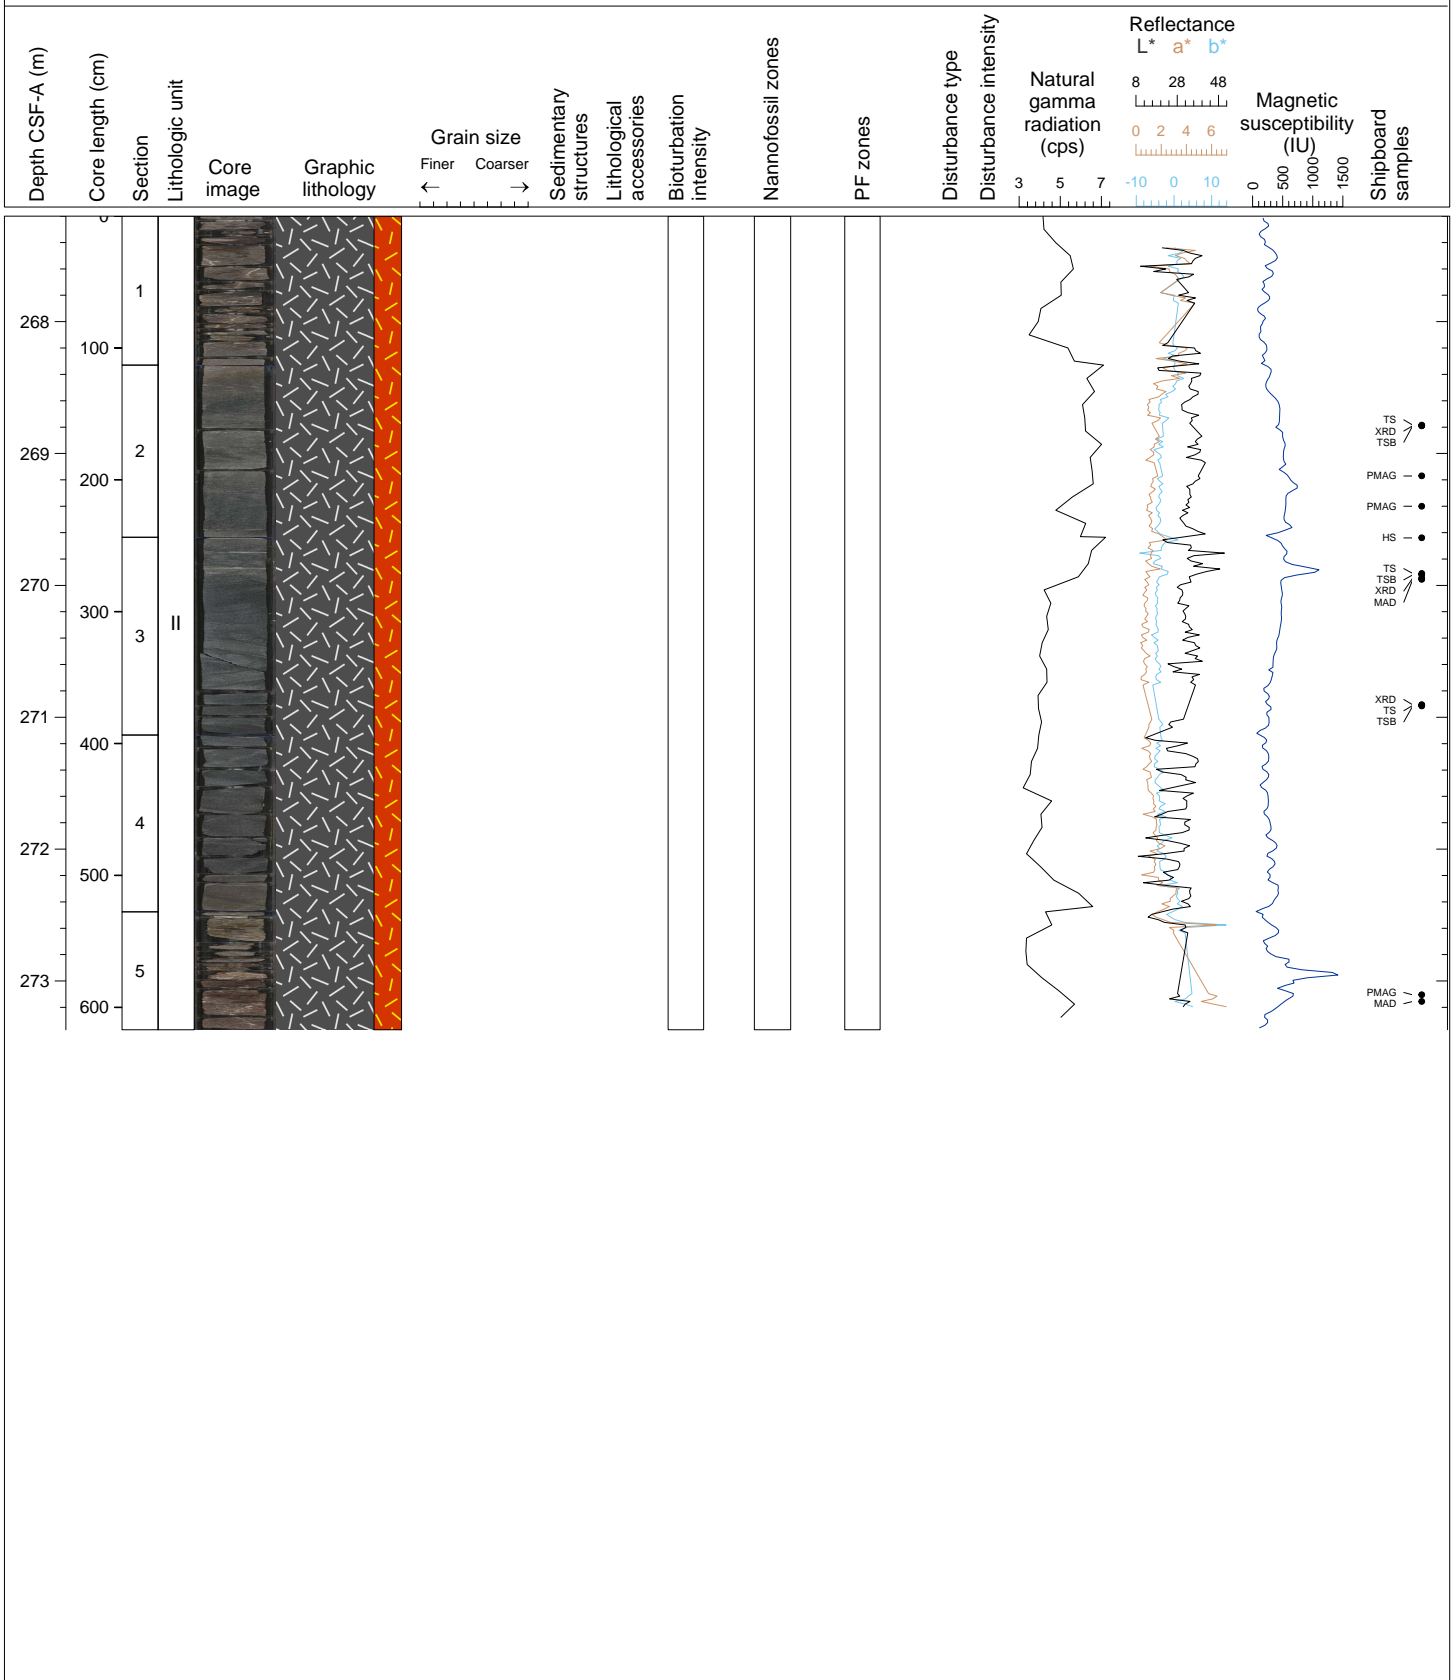 Depth CSF-A (m)
Core length (cm)
Section
Lithologic unit
Core
image
Graphic
lithology
Grain size
Finer Coarser
← →
Sedimentary
structures
Lithological
accessories
Bioturbation
intensity
Nannofossil zones
PF zones
Disturbance type
Disturbance intensity
Natural
gamma
radiation
(cps)
3 5 7
Reflectance
L* a* b*
8 28 48
0 2 4 6
-10 0 10
Magnetic
susceptibility
(IU)
0 500 1000 1500
Shipboard
samples
0
1
268
100
TS
XRD
TSB
2
269
200
PMAG
PMAG
HS
270
TS
TSB
XRD
MAD
300
II
3
XRD
TS
TSB
271
400
4
272
500
5
273
PMAG
MAD
600